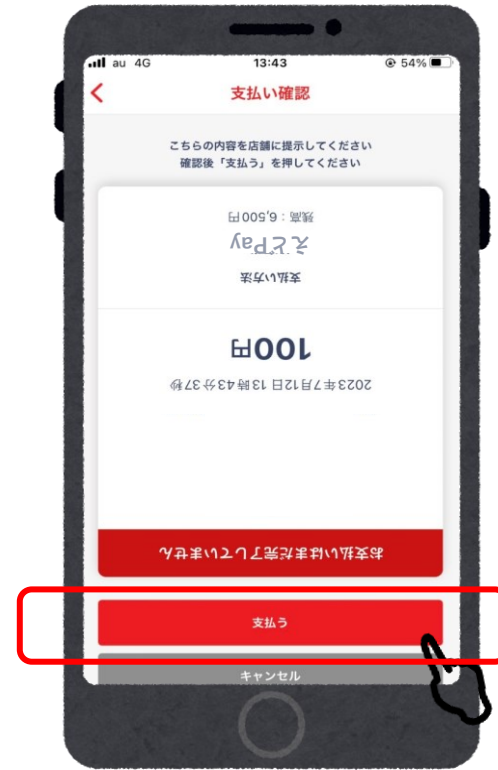 au 4G 13:43 54%
支払い確認
こちらの内容を店舗に提示してください
確認後「支払う」を押してください
お支払いはまだ完了していません
2023年7月12日 13時43分37秒
100円
支払い方法
えどPay
残高：6,500円
支払う
キャンセル